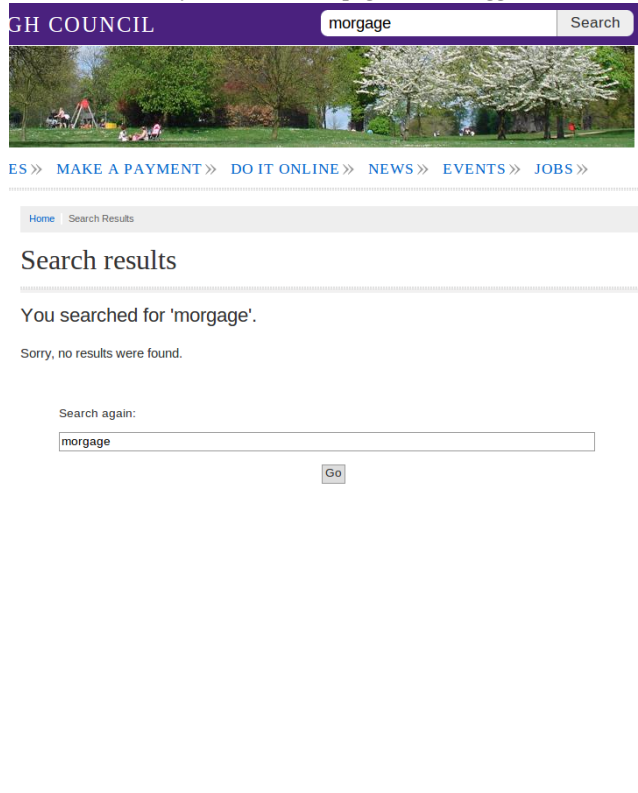 GH COUNCIL
morgage
Search
ES» MAKE A PAYMENT» DO IT ONLINE» NEWS» EVENTS» JOBS»
Home | Search Results
Search results
You searched for 'morgage'.
Sorry, no results were found.
Search again:
morgage
Go